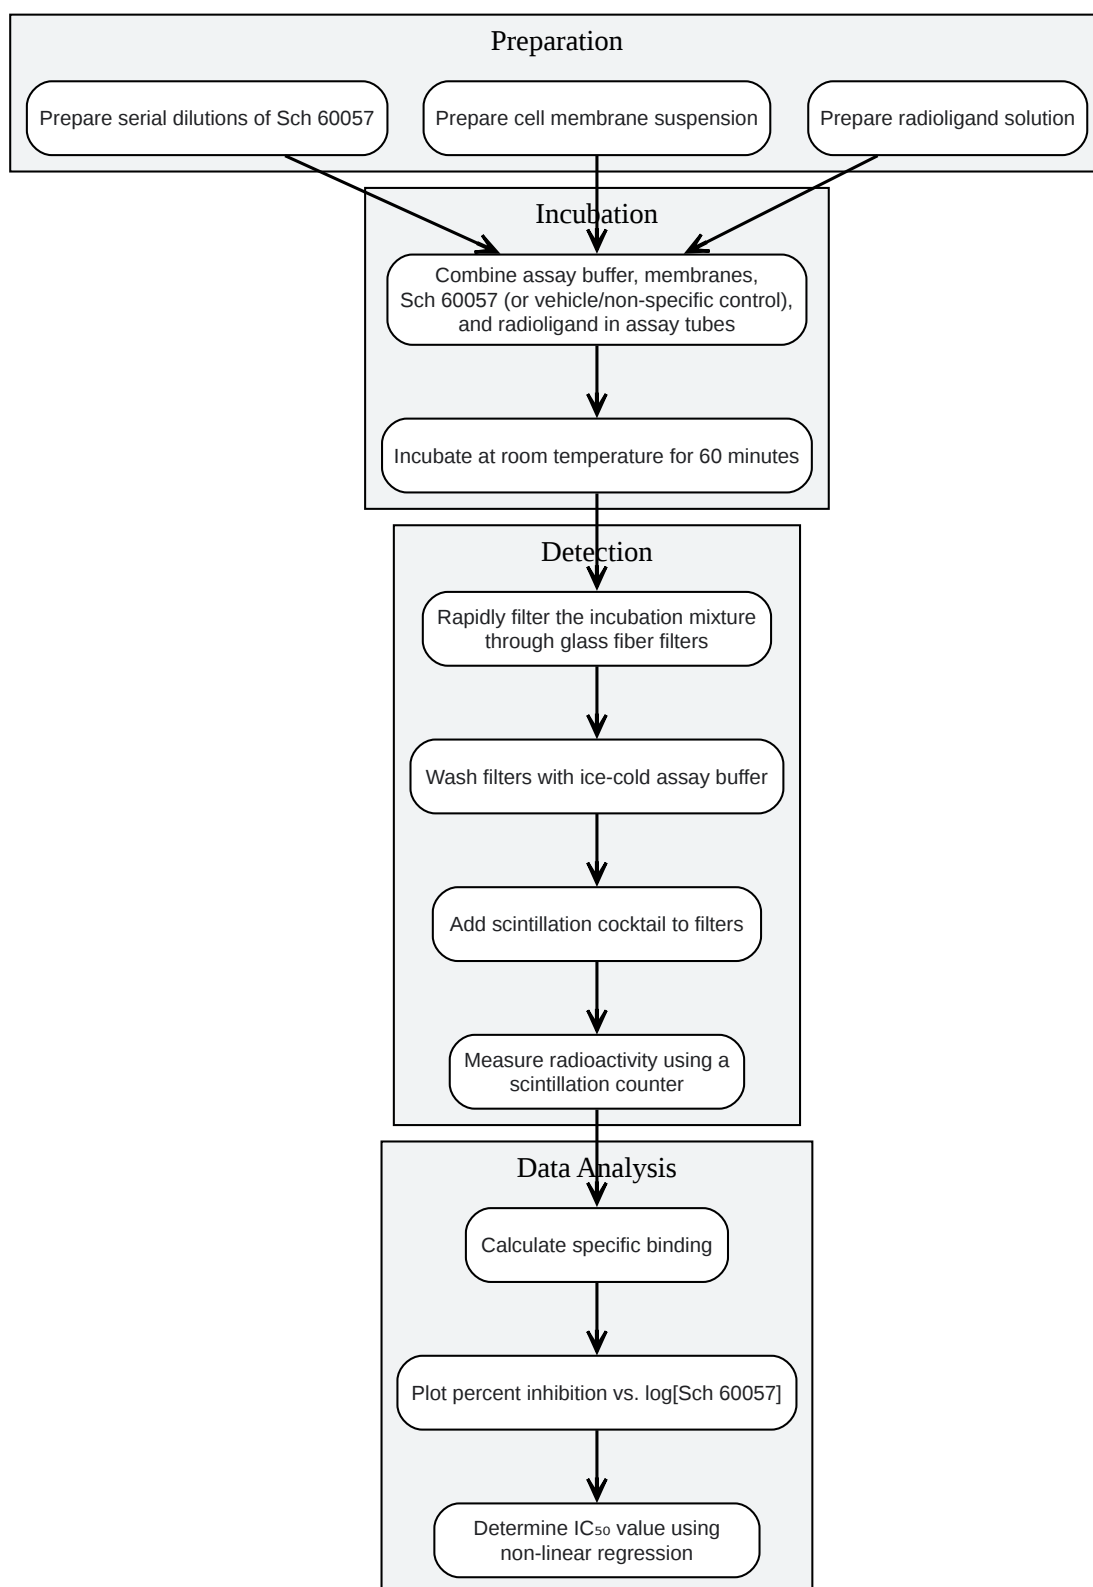 Preparation
Prepare serial dilutions of Sch 60057
Prepare cell membrane suspension
Prepare radioligand solution
Incubation
Combine assay buffer, membranes,
Sch 60057 (or vehicle/non-specific control),
and radioligand in assay tubes
Incubate at room temperature for 60 minutes
Detection
Rapidly filter the incubation mixture
through glass fiber filters
Wash filters with ice-cold assay buffer
Add scintillation cocktail to filters
Measure radioactivity using a
scintillation counter
Data Analysis
Calculate specific binding
Plot percent inhibition vs. log[Sch 60057]
Determine IC₅₀ value using
non-linear regression